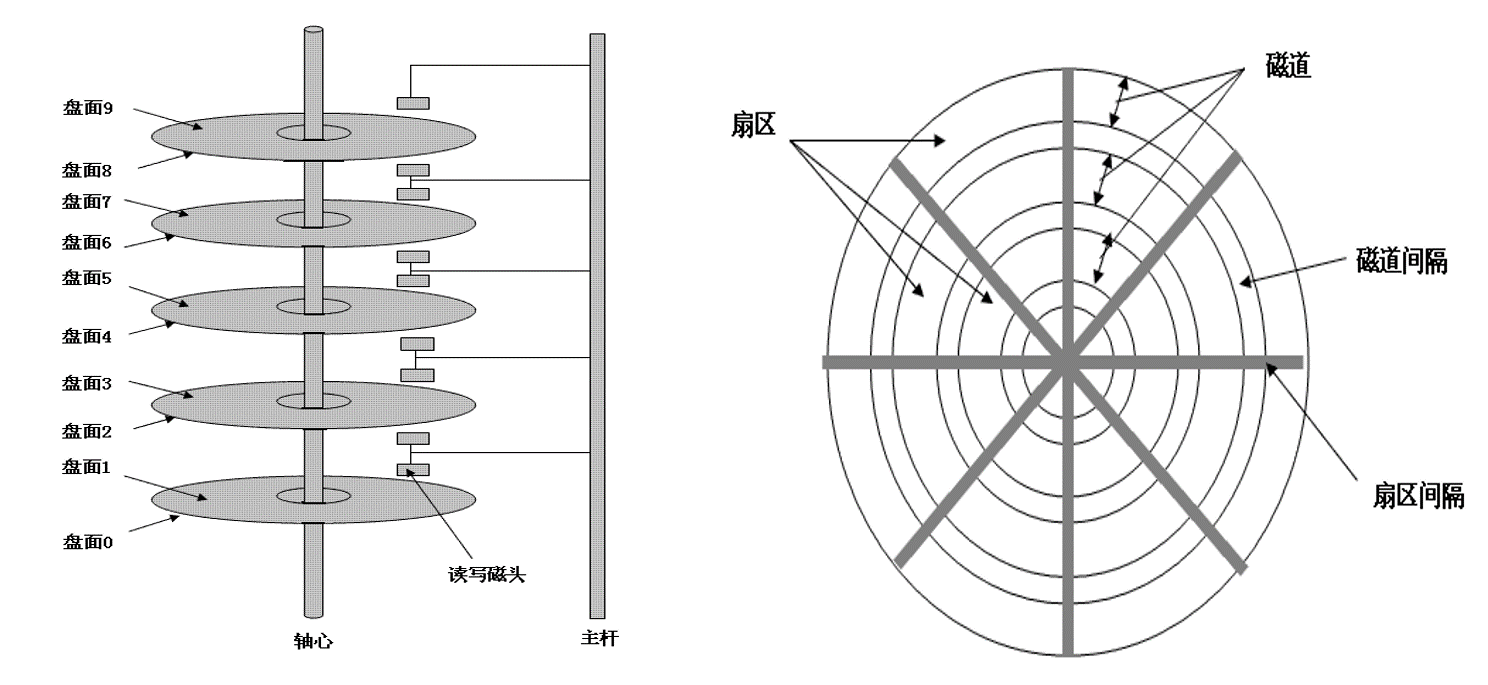 盘面9
盘面8
盘面7
盘面6
盘面5
盘面4
盘面3
盘面2
盘面1
盘面0
读写磁头
轴心
主杆
磁道
扇区
磁道间隔
扇区间隔